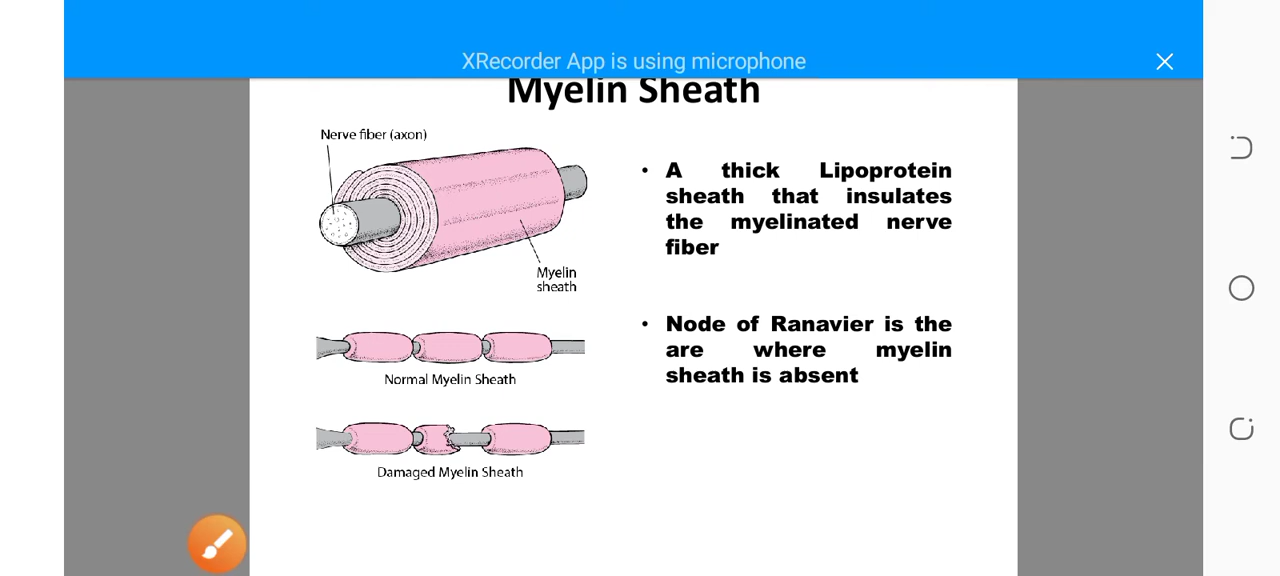 XRecorder App is using microphone
Myelin Sheath
Nerve fiber (axon)
Myelin
sheath
Normal Myelin Sheath
Damaged Myelin Sheath
• A thick Lipoprotein
sheath that insulates
the myelinated nerve
fiber
• Node of Ranavier is the
are where myelin
sheath is absent